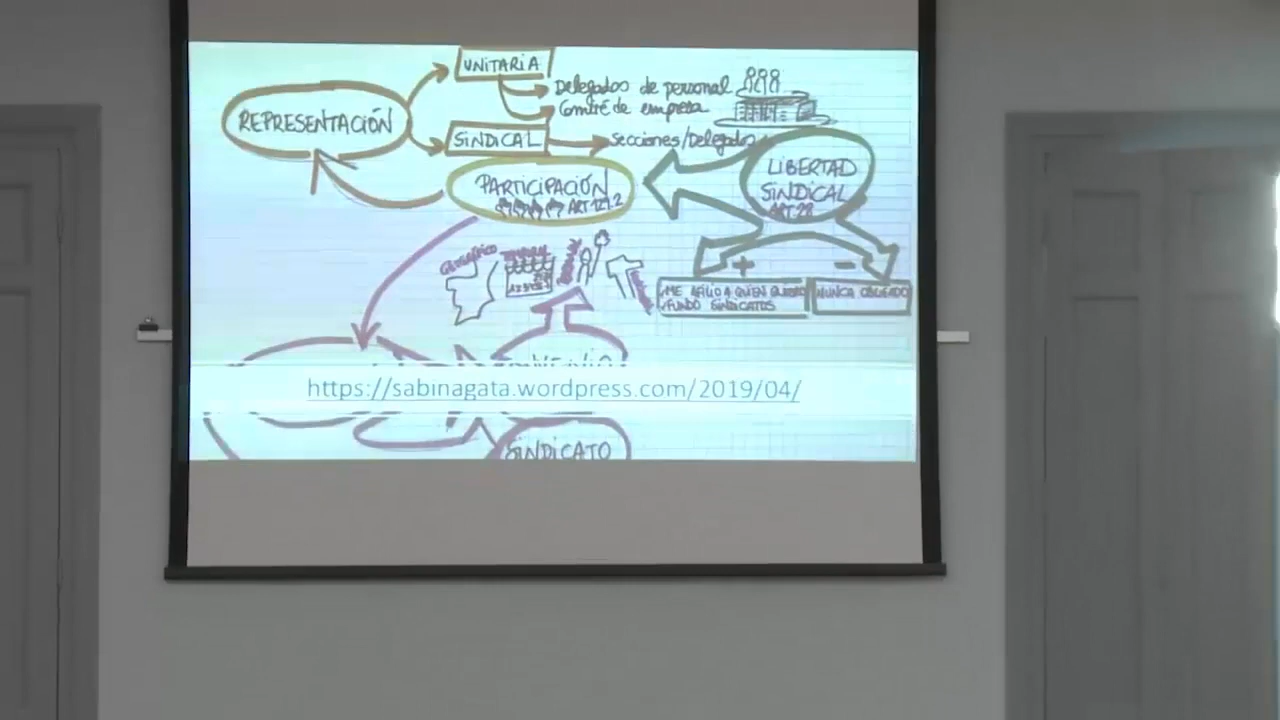 UNITARIA
Delegados de personal
Comité de empresa
REPRESENTACIÓN
SINDICAL
Secciones/Delegados
LIBERTAD
SINDICAL
ART 28
PARTICIPACIÓN
ART 129.2
+
-
ME AFILIO A QUIEN QUIERO
FUNDO SINDICATOS
NUNCA OBLIGADO
https://sabinagata.wordpress.com/2019/04/
SINDICATO